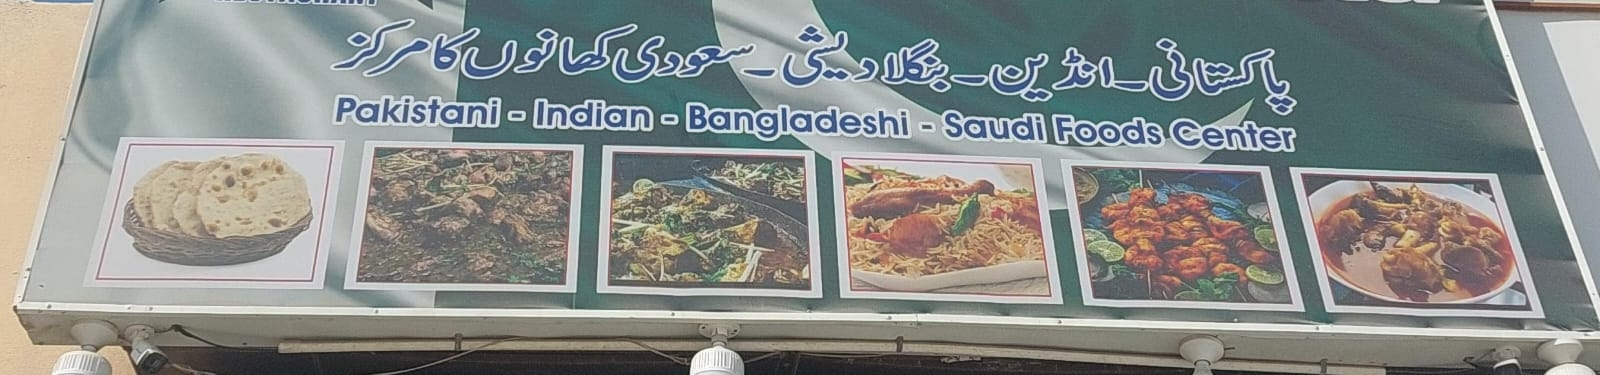 پاکستانی - انڈین - بنگلادیشی - سعودی کھانوں کا مرکز
Pakistani - Indian - Bangladeshi - Saudi Foods Center